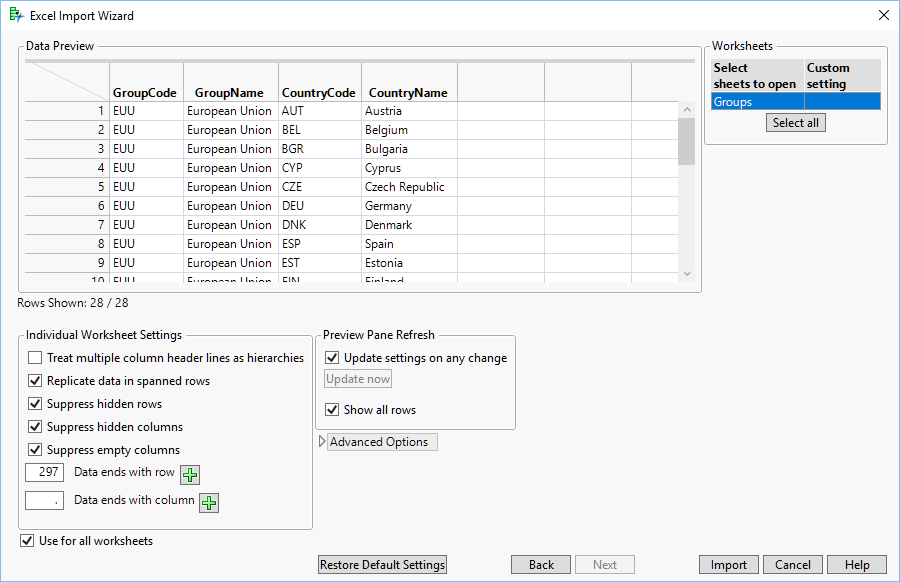 Excel Import Wizard
Data Preview
GroupCode GroupName CountryCode CountryName
1 EUU European Union AUT Austria
2 EUU European Union BEL Belgium
3 EUU European Union BGR Bulgaria
4 EUU European Union CYP Cyprus
5 EUU European Union CZE Czech Republic
6 EUU European Union DEU Germany
7 EUU European Union DNK Denmark
8 EUU European Union ESP Spain
9 EUU European Union EST Estonia
10 EUU European Union FIN Finland
Rows Shown: 28 / 28
Worksheets
Select Custom
sheets to open setting
Groups
Select all
Individual Worksheet Settings
Treat multiple column header lines as hierarchies
Replicate data in spanned rows
Suppress hidden rows
Suppress hidden columns
Suppress empty columns
297 Data ends with row
. Data ends with column
Use for all worksheets
Preview Pane Refresh
Update settings on any change
Update now
Show all rows
Advanced Options
Restore Default Settings Back Next Import Cancel Help